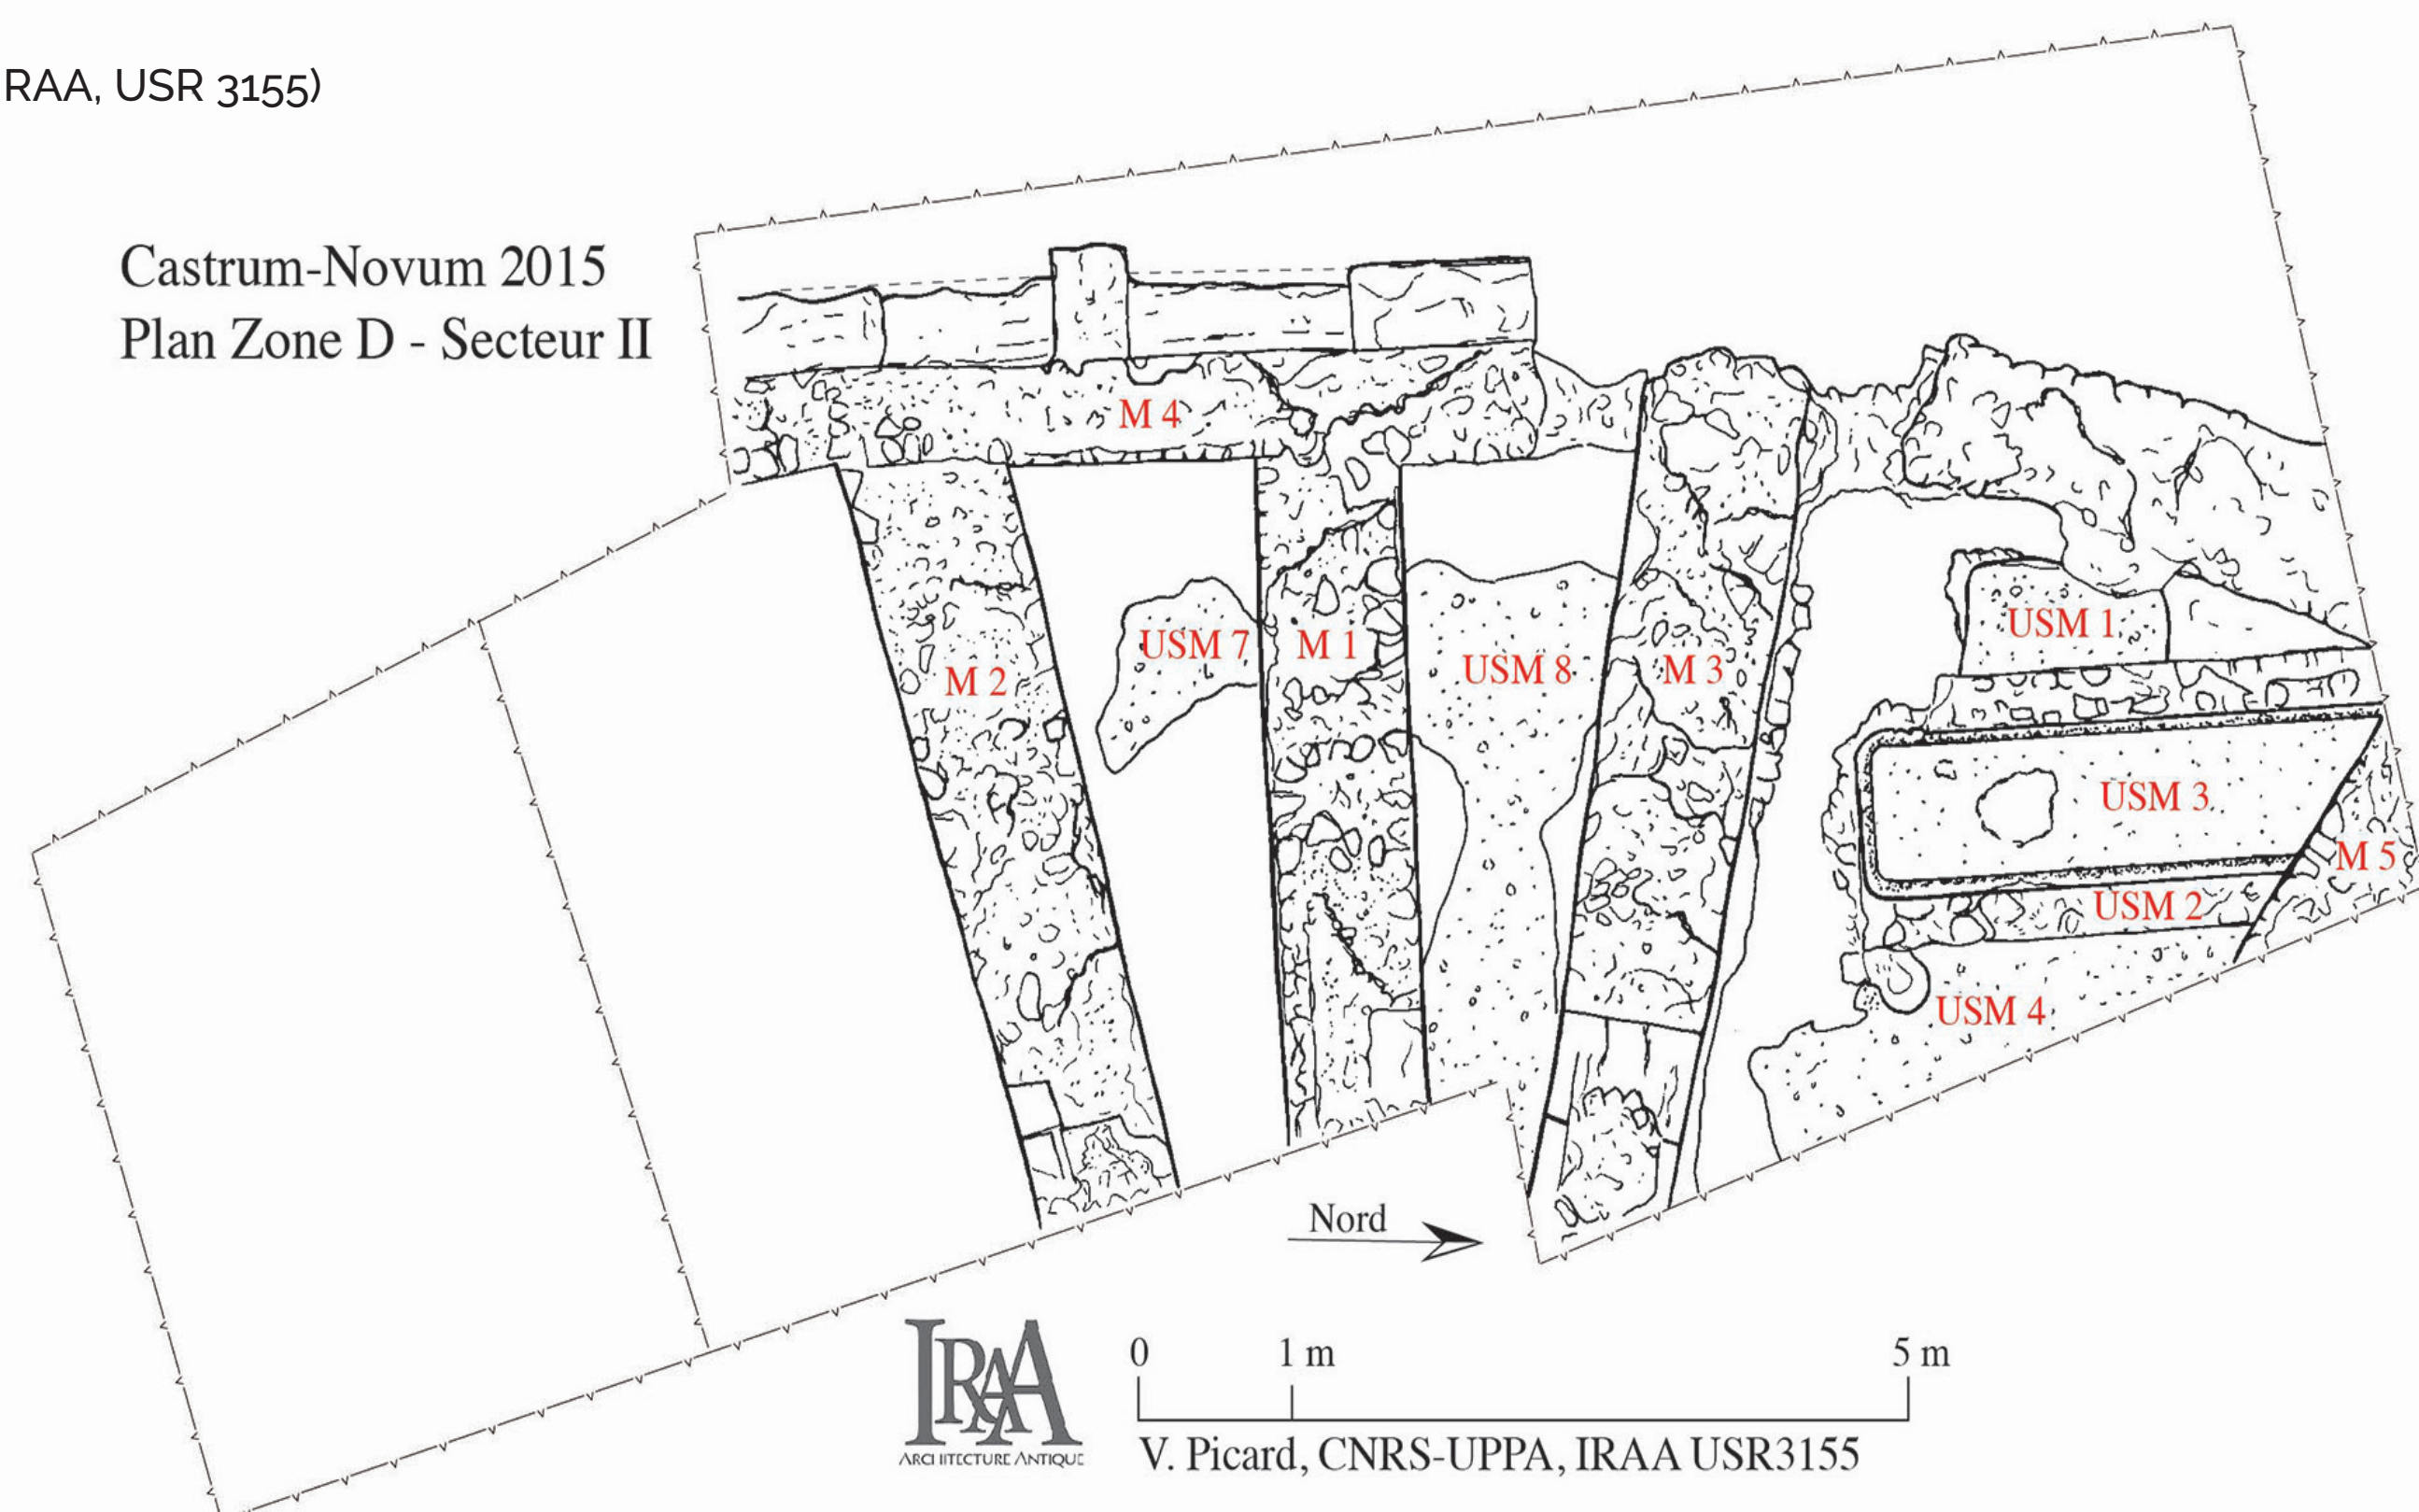 RAA, USR 3155)
Castrum-Novum 2015
Plan Zone D - Secteur II
M 4
USM 1
USM 7
M 1
USM 8
M 3
M 2
USM 3
M 5
USM 2
USM 4
Nord
IRAA
ARCHITECTURE ANTIQUE
0 1 m 5 m
V. Picard, CNRS-UPPA, IRAA USR3155